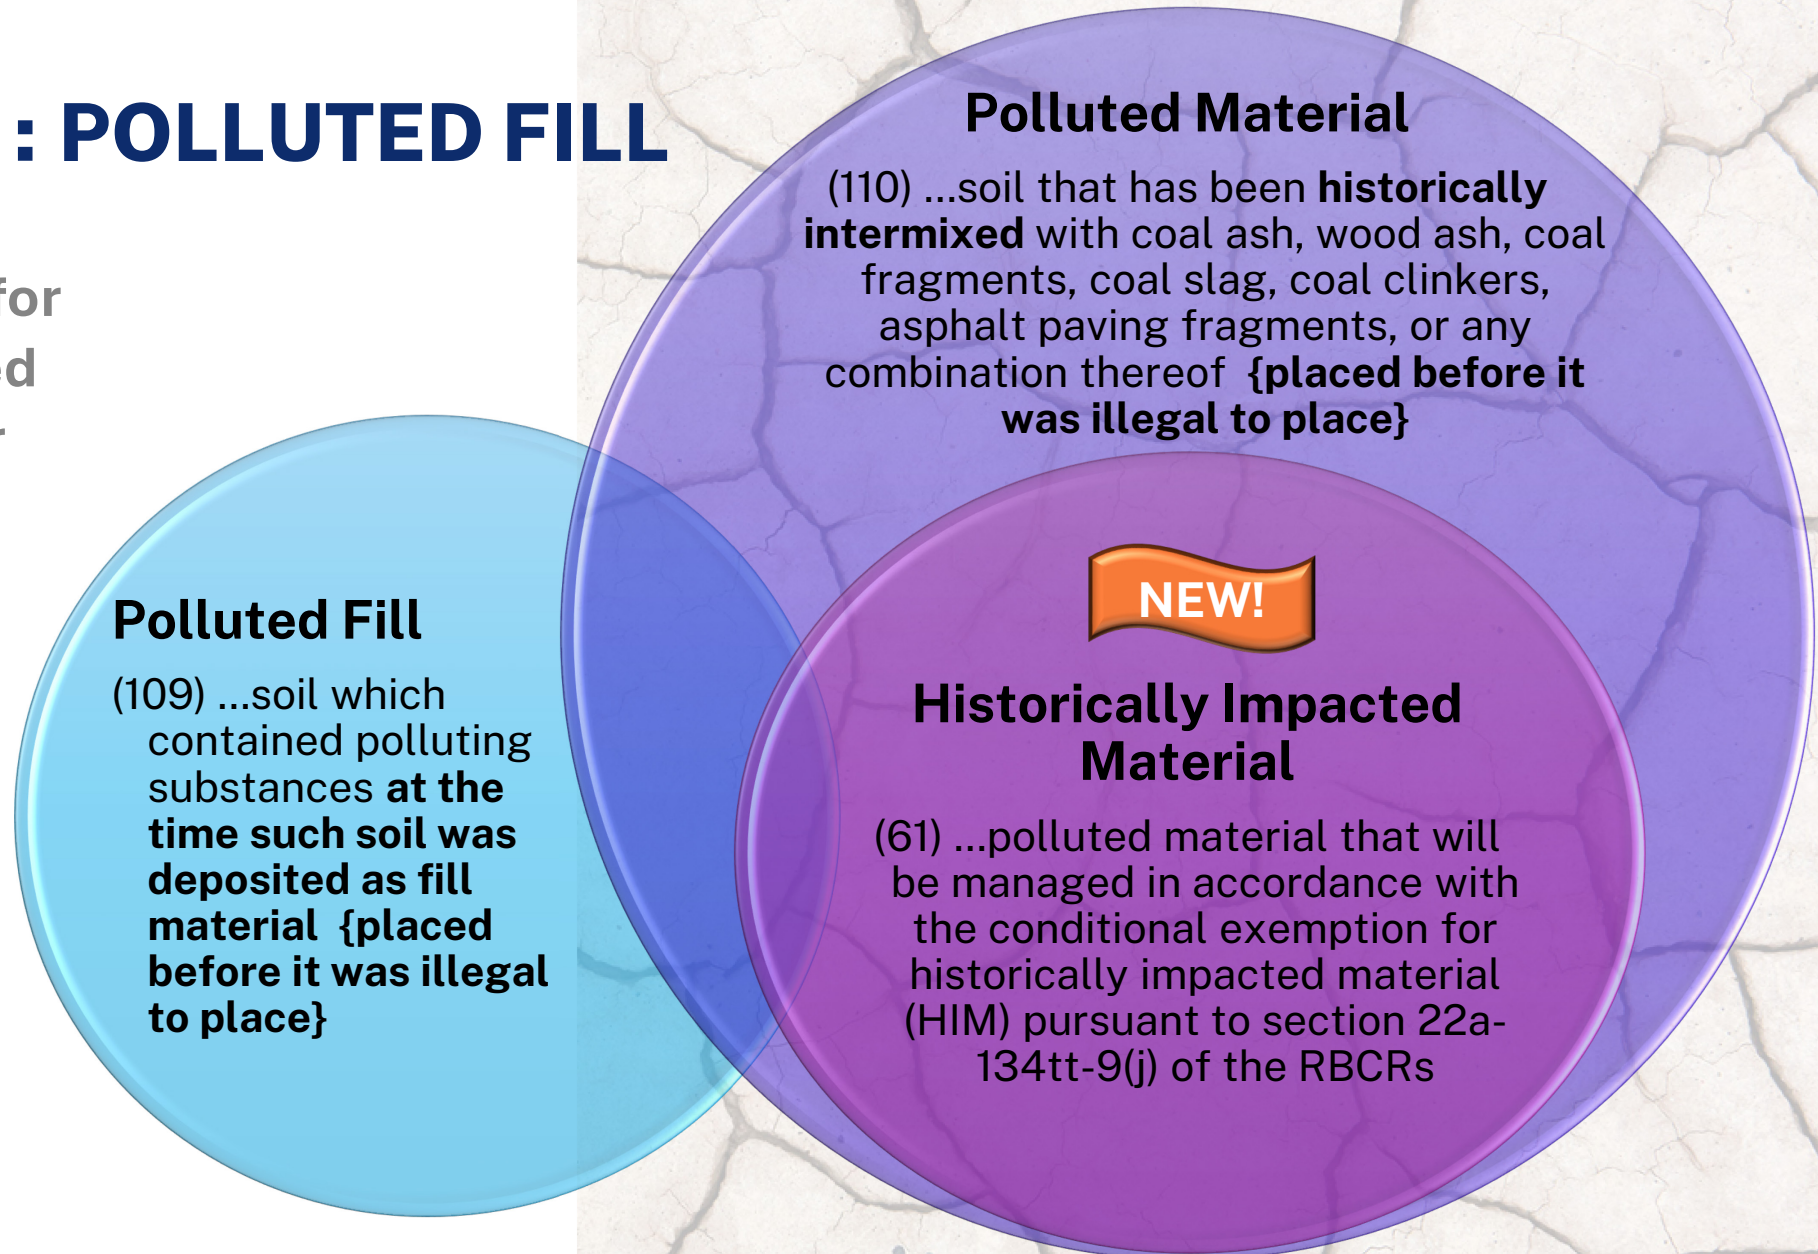 : POLLUTED FILL
for
ed
r
Polluted Material
(110) ...soil that has been historically
intermixed with coal ash, wood ash, coal
fragments, coal slag, coal clinkers,
asphalt paving fragments, or any
combination thereof {placed before it
was illegal to place}
Polluted Fill
(109) ...soil which
contained polluting
substances at the
time such soil was
deposited as fill
material {placed
before it was illegal
to place}
NEW!
Historically Impacted
Material
(61) ...polluted material that will
be managed in accordance with
the conditional exemption for
historically impacted material
(HIM) pursuant to section 22a-
134tt-9(j) of the RBCRs